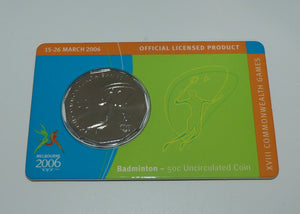 15-26 MARCH 2006
OFFICIAL LICENSED PRODUCT
XVIII COMMONWEALTH GAMES
MELBOURNE
2006
Badminton – 50c Uncirculated Coin